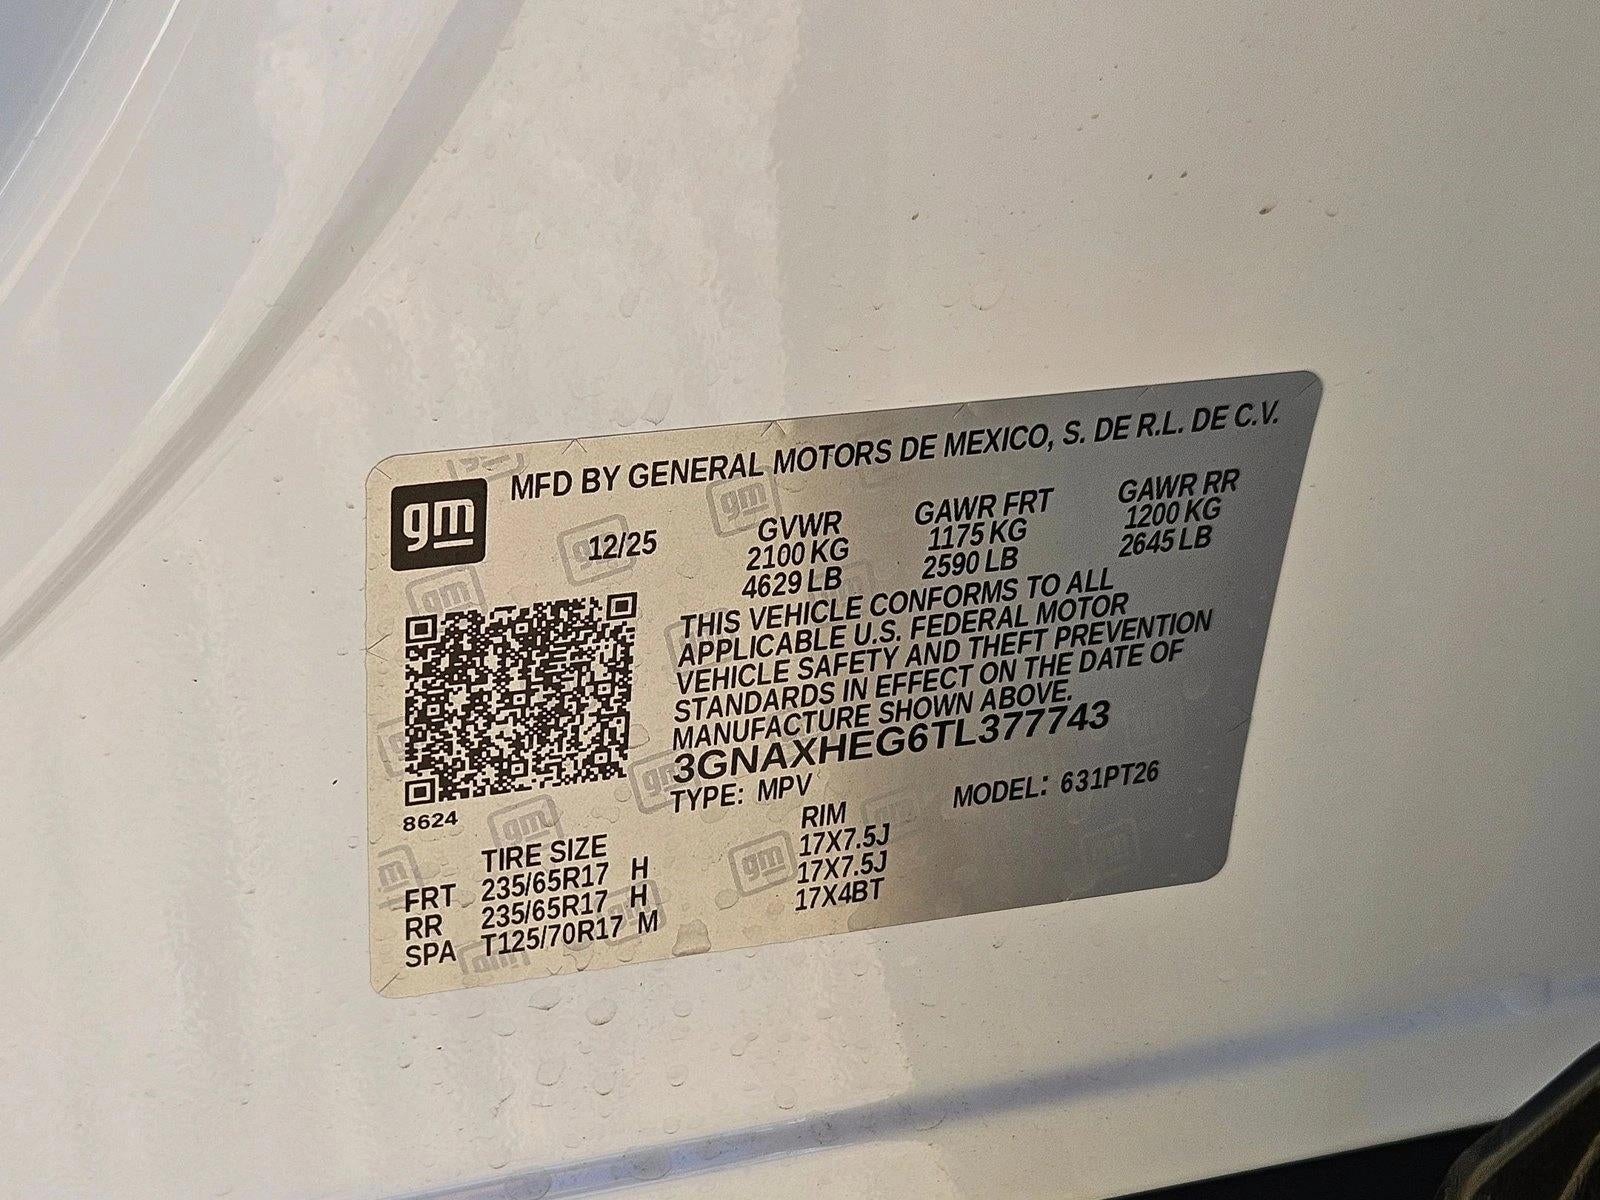 MFD BY GENERAL MOTORS DE MEXICO, S. DE R.L. DE C.V.
gm
12/25
GVWR GAWR FRT GAWR RR
2100 KG 1175 KG 1200 KG
4629 LB 2590 LB 2645 LB
THIS VEHICLE CONFORMS TO ALL
APPLICABLE U.S. FEDERAL MOTOR
VEHICLE SAFETY AND THEFT PREVENTION
STANDARDS IN EFFECT ON THE DATE OF
MANUFACTURE SHOWN ABOVE.
3GNAXHEG6TL377743
TYPE: MPV MODEL: 631PT26
8624
TIRE SIZE RIM
FRT 235/65R17 H 17X7.5J
RR 235/65R17 H 17X7.5J
SPA T125/70R17 M 17X4BT